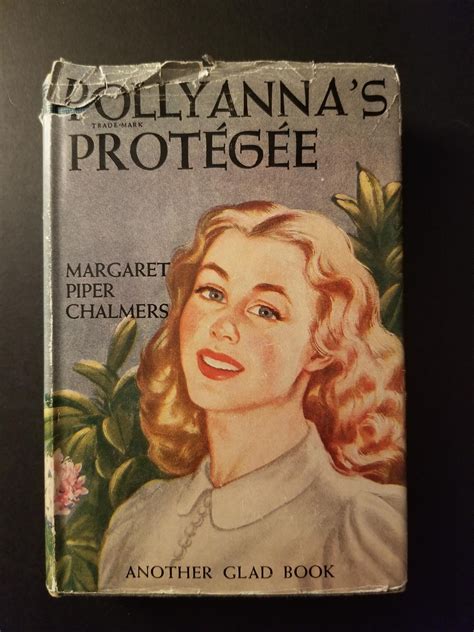 POLLYANNA'S
TRADE-MARK
PROTÉGÉE
MARGARET
PIPER
CHALMERS
ANOTHER GLAD BOOK